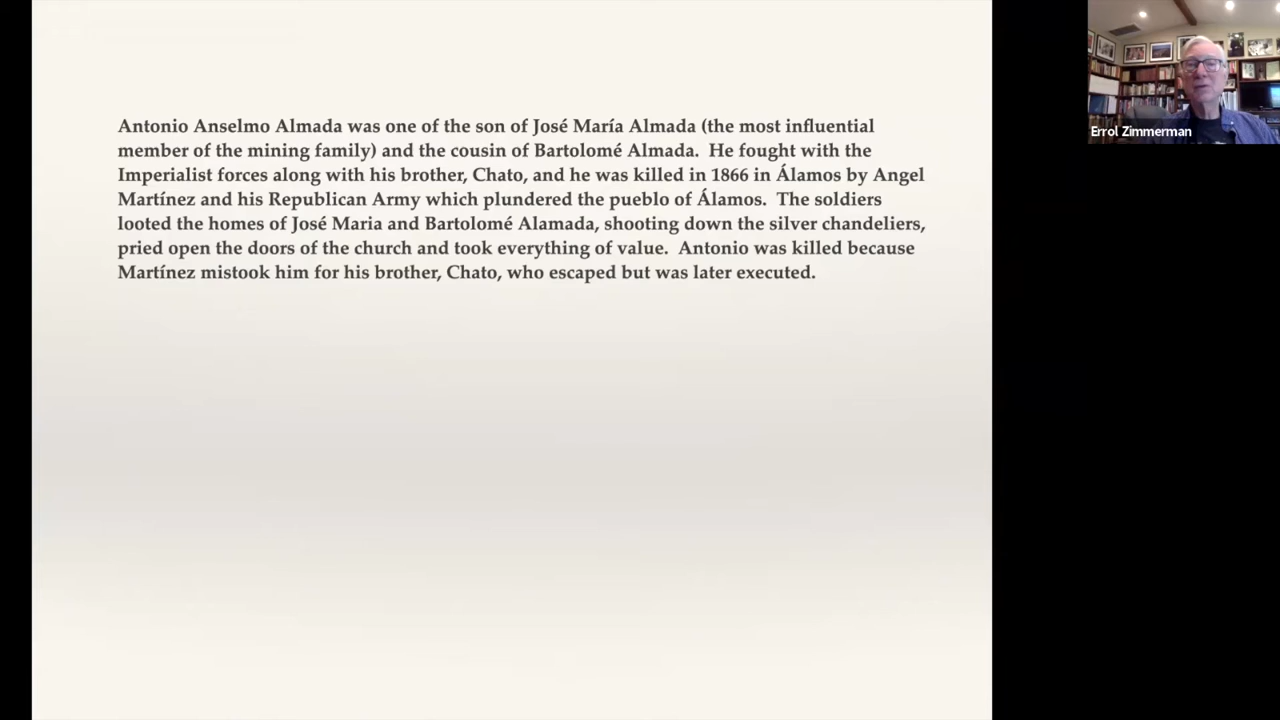 Antonio Anselmo Almada was one of the son of José María Almada (the most influential
member of the mining family) and the cousin of Bartolomé Almada.  He fought with the
Imperialist forces along with his brother, Chato, and he was killed in 1866 in Álamos by Angel
Martínez and his Republican Army which plundered the pueblo of Álamos.  The soldiers
looted the homes of José Maria and Bartolomé Alamada, shooting down the silver chandeliers,
pried open the doors of the church and took everything of value.  Antonio was killed because
Martínez mistook him for his brother, Chato, who escaped but was later executed.
Errol Zimmerman